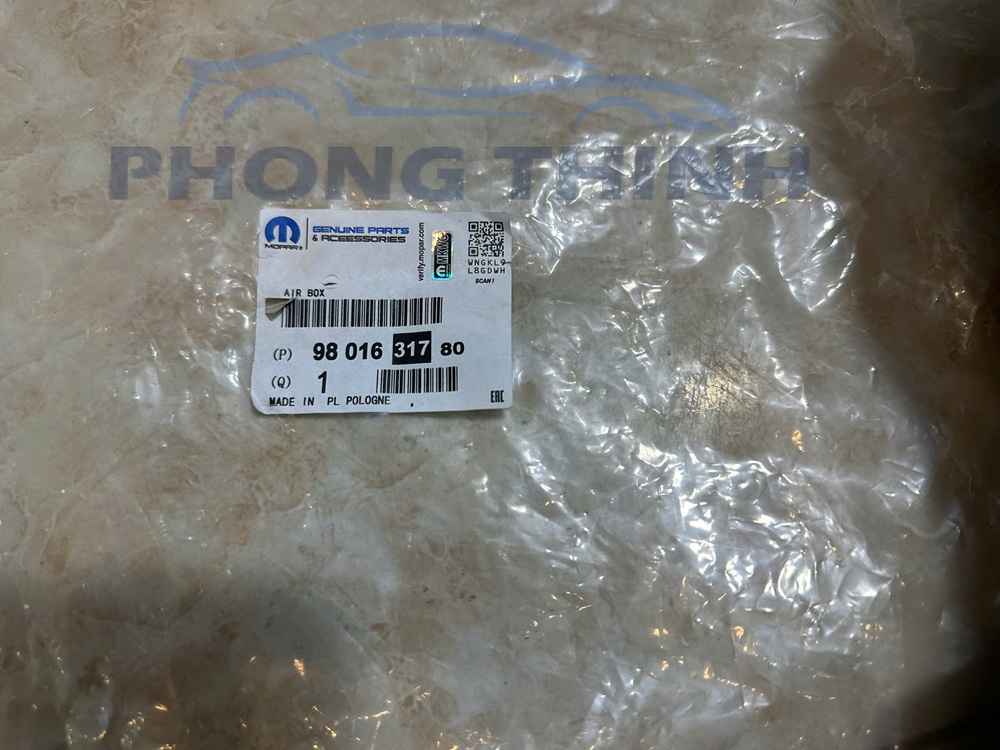 PHONG THINH
MOPAR®
GENUINE PARTS
& ACCESSORIES
verify.mopar.com
WNGKL9
L8GDWH
SCAN!
AIR BOX
(P) 98 016 317 80
(Q) 1
MADE IN PL POLOGNE
EAC